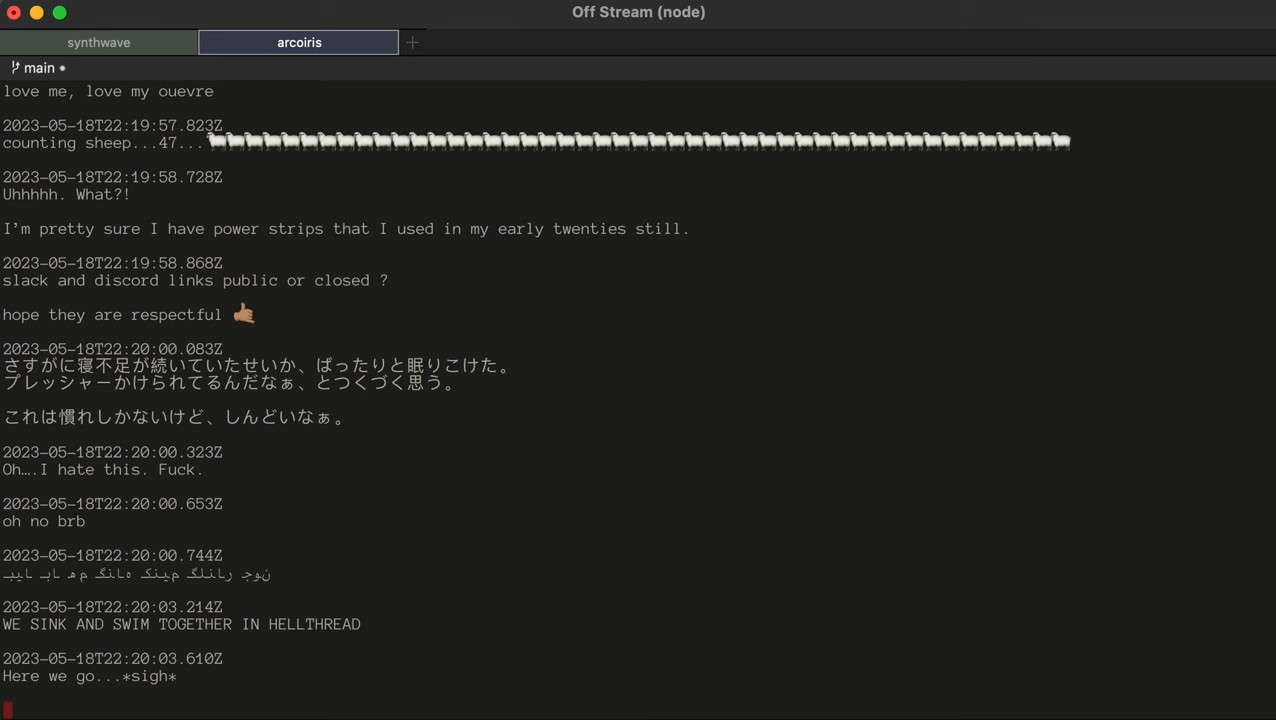 Off Stream (node)
synthwave
arcoiris
main
love me, love my ouevre
2023-05-18T22:19:57.823Z
counting sheep...47...
2023-05-18T22:19:58.728Z
Uhhhhh. What?!
I’m pretty sure I have power strips that I used in my early twenties still.
2023-05-18T22:19:58.868Z
slack and discord links public or closed ?
hope they are respectful 🤙🏽
2023-05-18T22:20:00.083Z
さすがに寝不足が続いていたせいか、ばったりと眠りこけた。
プレッシャーかけられてるんだなぁ、とつくづく思う。
これは慣れしかないけど、しんどいなぁ。
2023-05-18T22:20:00.323Z
Oh….I hate this. Fuck.
2023-05-18T22:20:00.653Z
oh no brb
2023-05-18T22:20:00.744Z
بیا با هم گناه کنیم گلنار جون
2023-05-18T22:20:03.214Z
WE SINK AND SWIM TOGETHER IN HELLTHREAD
2023-05-18T22:20:03.610Z
Here we go...*sigh*